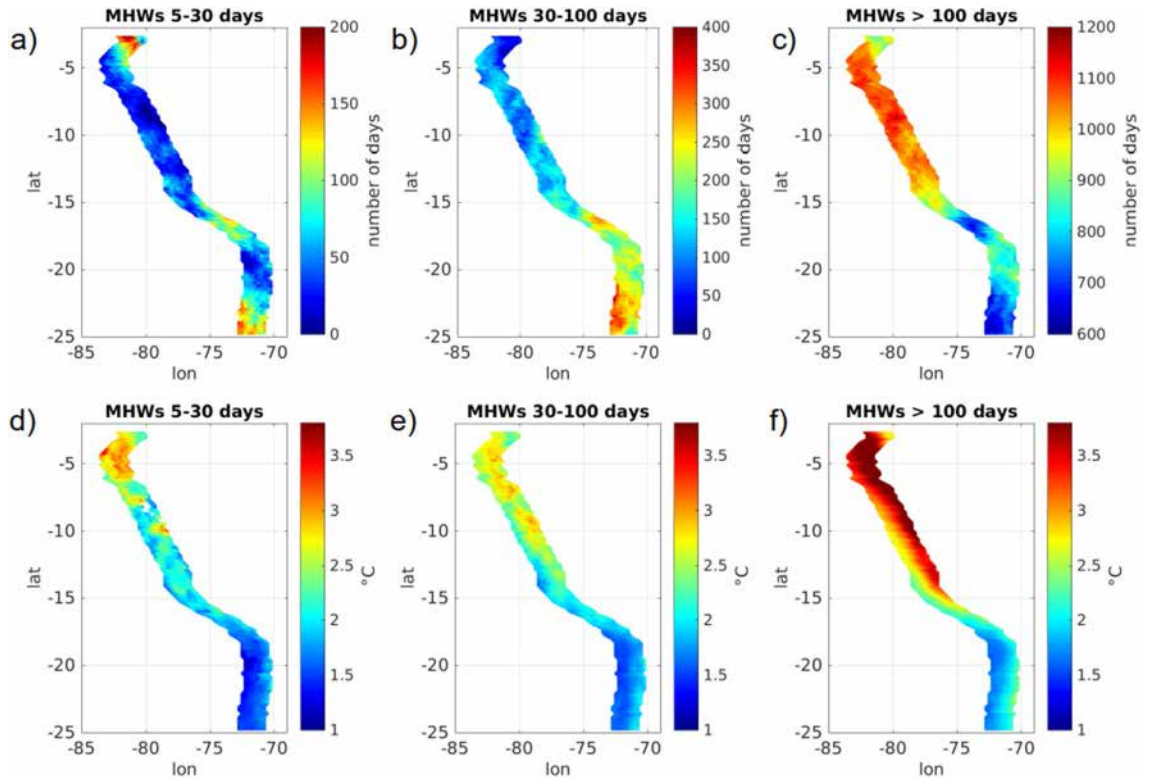 a)
MHWs 5-30 days
lat
-5
-10
-15
-20
-25
-85 -80 -75 -70
lon
200
150
100
50
0
number of days
b)
MHWs 30-100 days
lat
-5
-10
-15
-20
-25
-85 -80 -75 -70
lon
400
350
300
250
200
150
100
50
0
number of days
c)
MHWs > 100 days
lat
-5
-10
-15
-20
-25
-85 -80 -75 -70
lon
1200
1100
1000
900
800
700
600
number of days
d)
MHWs 5-30 days
lat
-5
-10
-15
-20
-25
-85 -80 -75 -70
lon
3.5
3
2.5
2
1.5
1
°C
e)
MHWs 30-100 days
lat
-5
-10
-15
-20
-25
-85 -80 -75 -70
lon
3.5
3
2.5
2
1.5
1
°C
f)
MHWs > 100 days
lat
-5
-10
-15
-20
-25
-85 -80 -75 -70
lon
3.5
3
2.5
2
1.5
1
°C